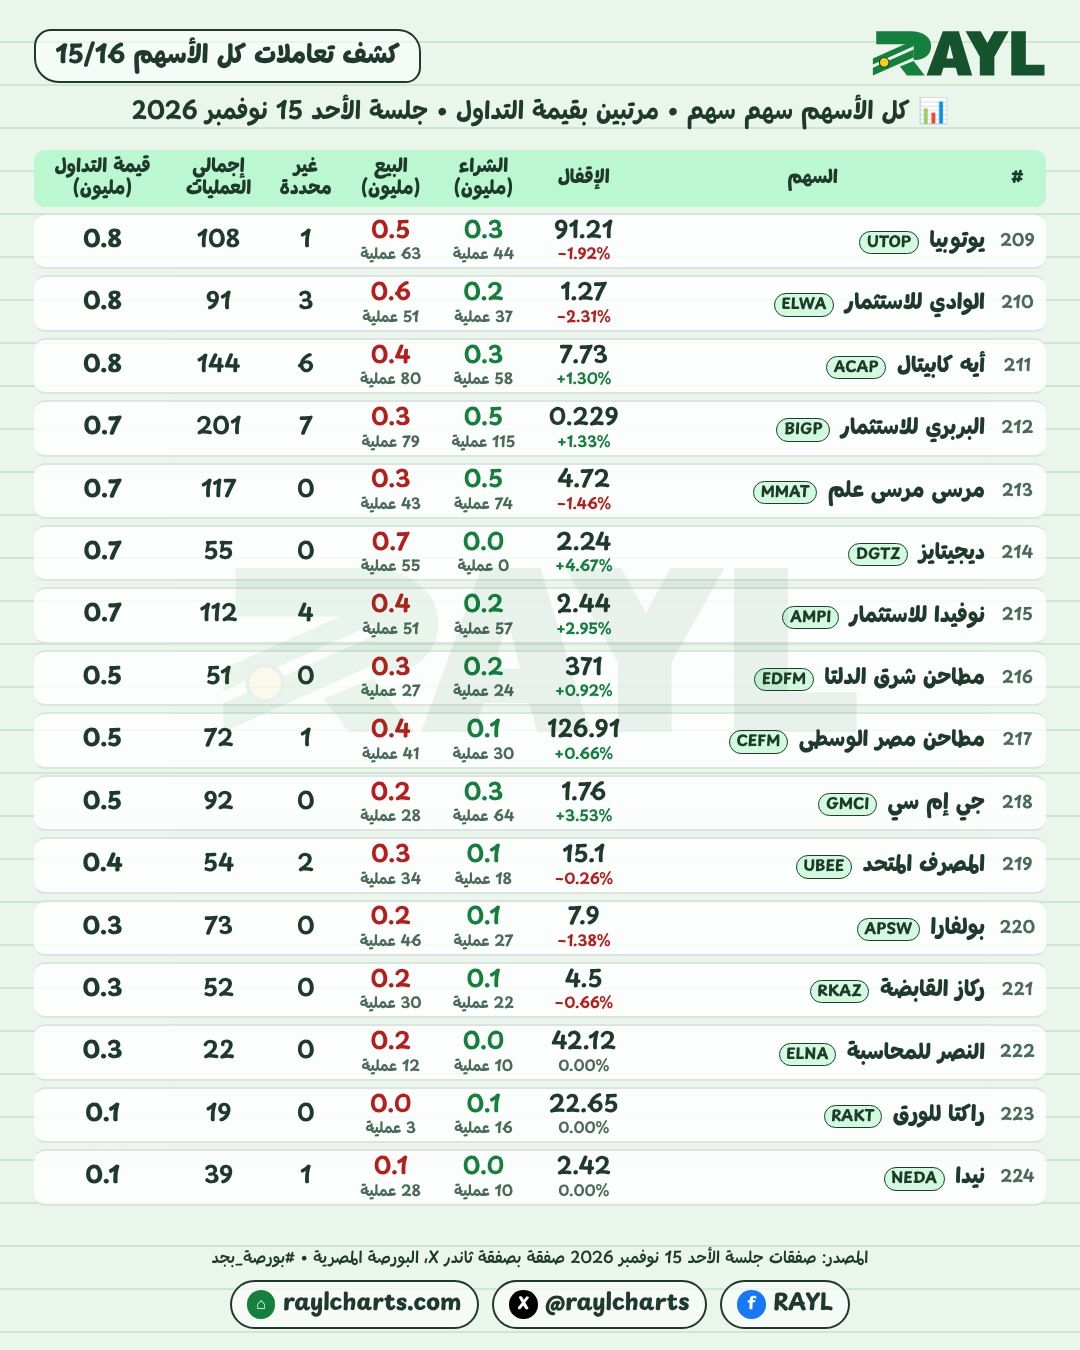 RAYL
كشف تعاملات كل الأسهم 15/16
📊 كل الأسهم سهم سهم • مرتبين بقيمة التداول • جلسة الأحد 15 نوفمبر 2026
# السهم الإقفال الشراء (مليون) البيع (مليون) غير محددة إجمالي العمليات قيمة التداول (مليون)
209 يوتوبيا UTOP 91.21 0.3 0.5 1 108 0.8
−1.92% 44 عملية 63 عملية
210 الوادي للاستثمار ELWA 1.27 0.2 0.6 3 91 0.8
−2.31% 37 عملية 51 عملية
211 أيه كابيتال ACAP 7.73 0.3 0.4 6 144 0.8
+1.30% 58 عملية 80 عملية
212 البربري للاستثمار BIGP 0.229 0.5 0.3 7 201 0.7
+1.33% 115 عملية 79 عملية
213 مرسى مرسى علم MMAT 4.72 0.5 0.3 0 117 0.7
−1.46% 74 عملية 43 عملية
214 ديجيتايز DGTZ 2.24 0.0 0.7 0 55 0.7
+4.67% 0 عملية 55 عملية
215 نوفيدا للاستثمار AMPI 2.44 0.2 0.4 4 112 0.7
+2.95% 57 عملية 51 عملية
216 مطاحن شرق الدلتا EDFM 371 0.2 0.3 0 51 0.5
+0.92% 24 عملية 27 عملية
217 مطاحن مصر الوسطى CEFM 126.91 0.1 0.4 1 72 0.5
+0.66% 30 عملية 41 عملية
218 جي إم سي GMCI 1.76 0.3 0.2 0 92 0.5
+3.53% 64 عملية 28 عملية
219 المصرف المتحد UBEE 15.1 0.1 0.3 2 54 0.4
−0.26% 18 عملية 34 عملية
220 بولفارا APSW 7.9 0.1 0.2 0 73 0.3
−1.38% 27 عملية 46 عملية
221 ركاز القابضة RKAZ 4.5 0.1 0.2 0 52 0.3
−0.66% 22 عملية 30 عملية
222 النصر للمحاسبة ELNA 42.12 0.0 0.2 0 22 0.3
0.00% 10 عملية 12 عملية
223 راكتا للورق RAKT 22.65 0.1 0.0 0 19 0.1
0.00% 16 عملية 3 عملية
224 نيدا NEDA 2.42 0.0 0.1 1 39 0.1
0.00% 10 عملية 28 عملية
المصدر: صفقات جلسة الأحد 15 نوفمبر 2026 صفقة بصفقة ثاندر X، البورصة المصرية • #بورصة_بجد
raylcharts.com @raylcharts RAYL